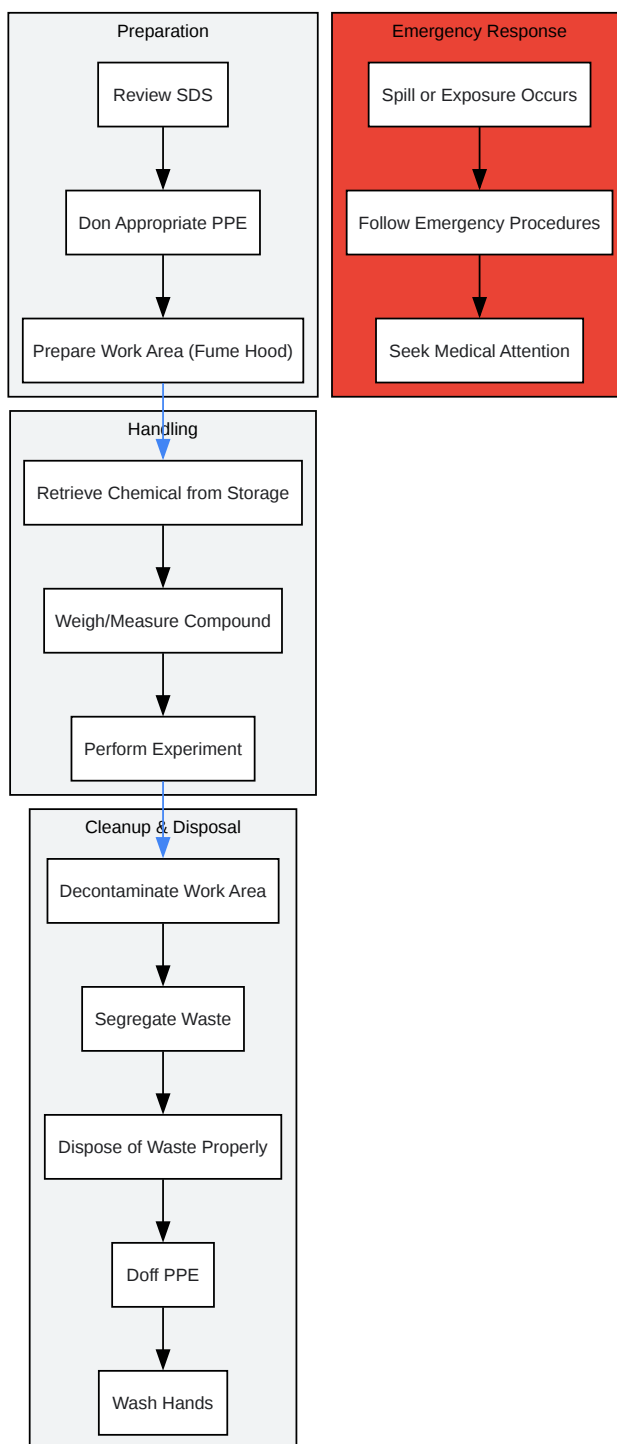 Preparation
Review SDS
Don Appropriate PPE
Prepare Work Area (Fume Hood)
Handling
Retrieve Chemical from Storage
Weigh/Measure Compound
Perform Experiment
Cleanup & Disposal
Decontaminate Work Area
Segregate Waste
Dispose of Waste Properly
Doff PPE
Wash Hands
Emergency Response
Spill or Exposure Occurs
Follow Emergency Procedures
Seek Medical Attention